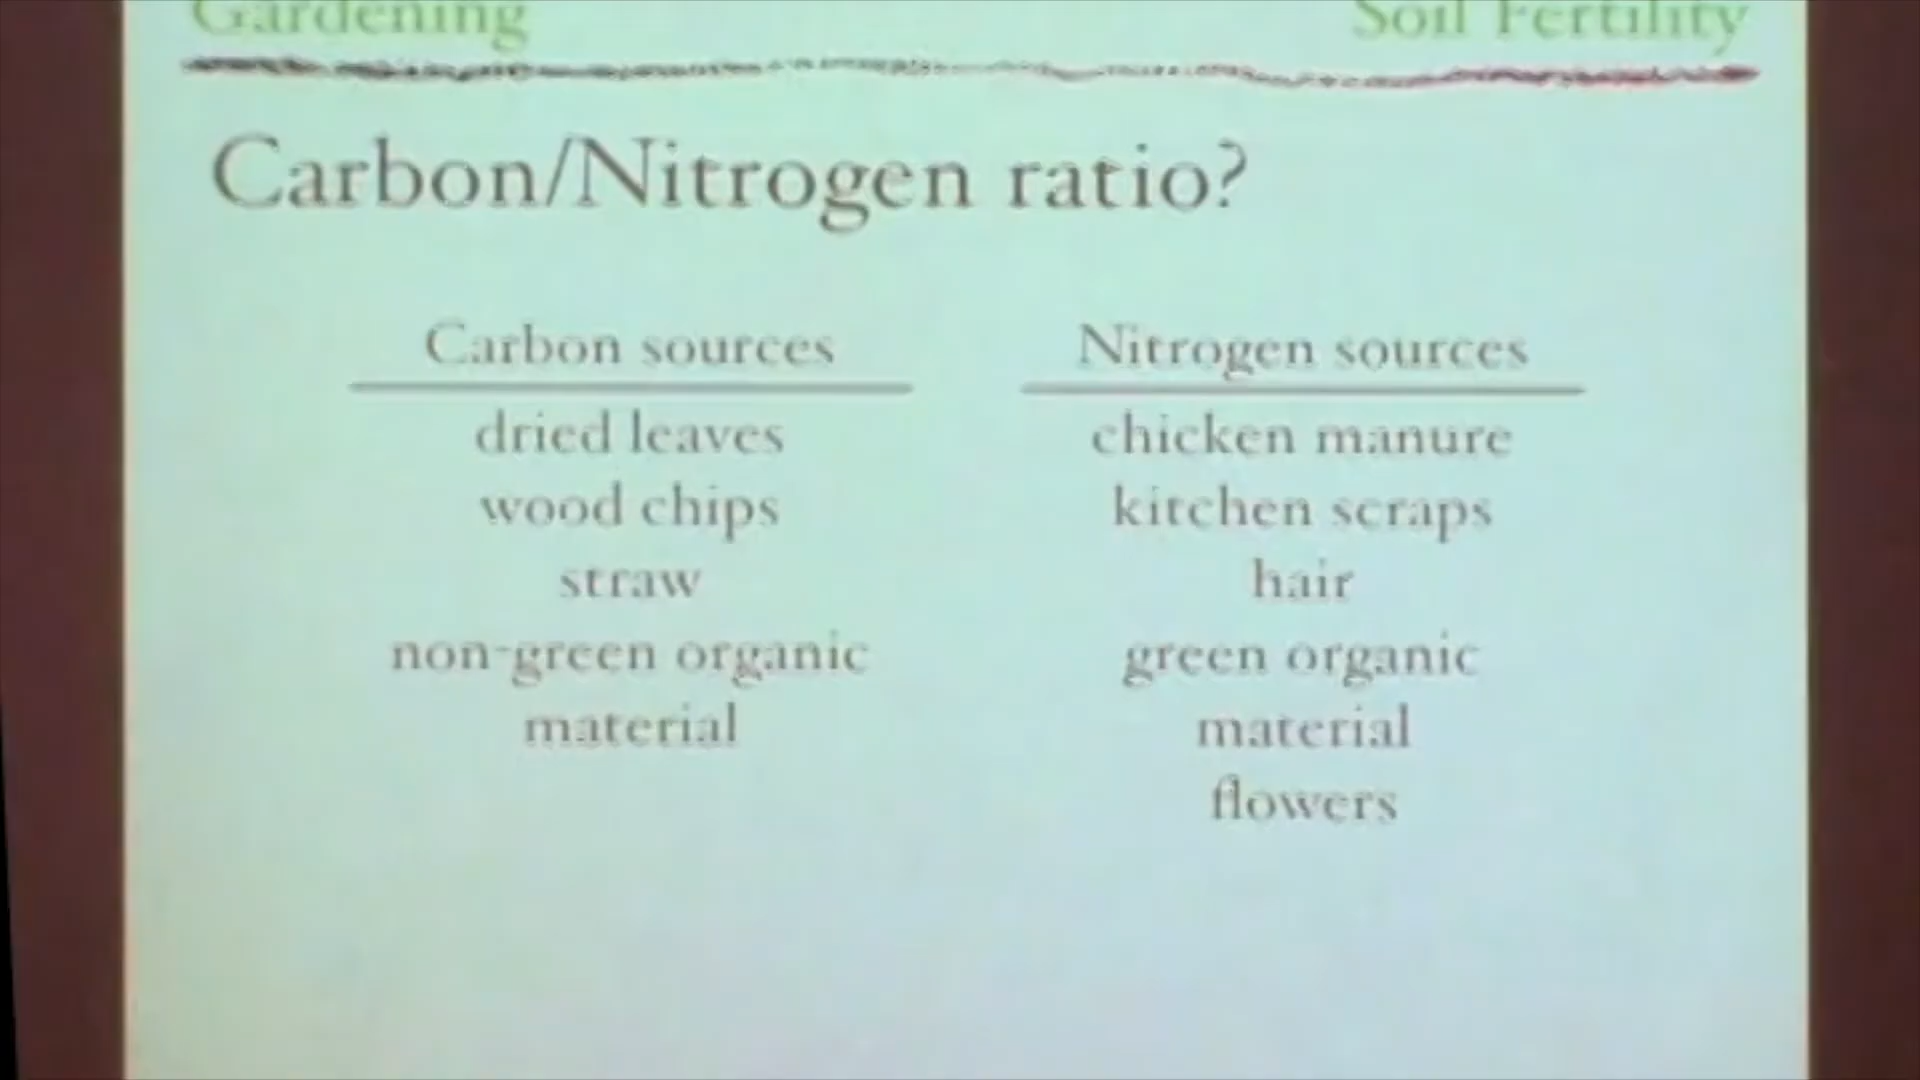 Gardening
Soil Fertility
Carbon/Nitrogen ratio?
Carbon sources
dried leaves
wood chips
straw
non-green organic
material
Nitrogen sources
chicken manure
kitchen scraps
hair
green organic
material
flowers